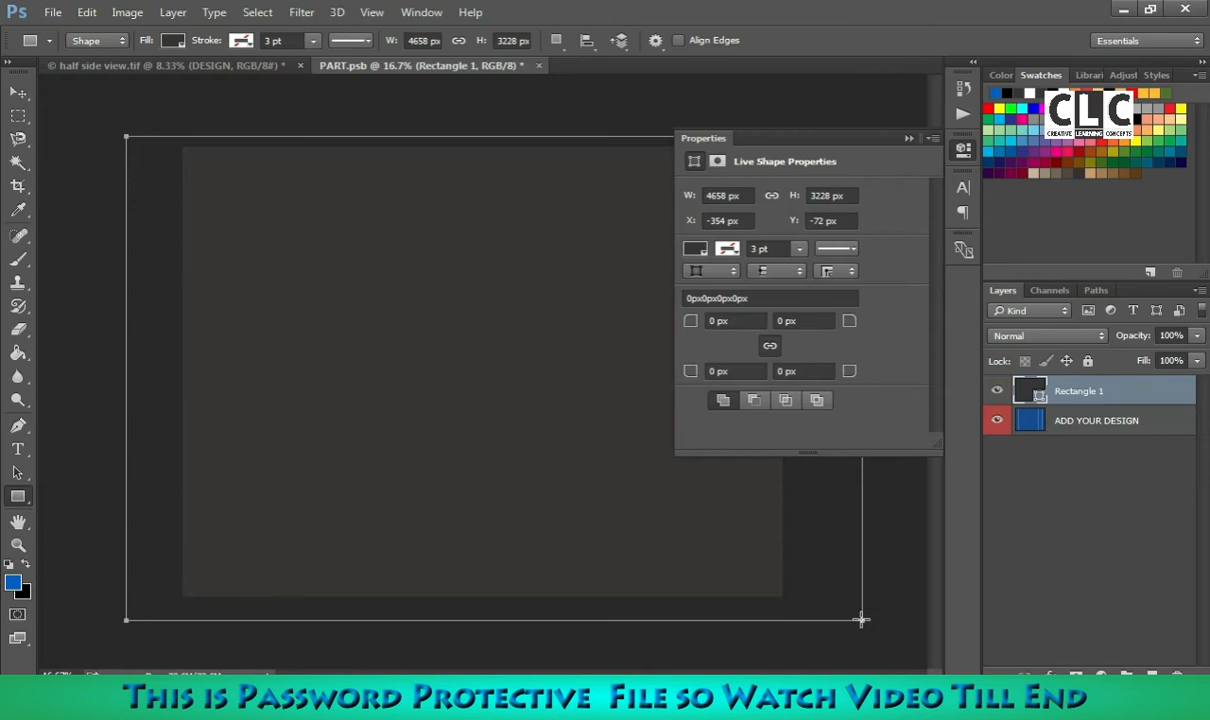 Ps File Edit Image Layer Type Select Filter 3D View Window Help
Shape Fill: Stroke: 3 pt W: 4658 px H: 3228 px Align Edges Essentials
© half side view.tif @ 8.33% (DESIGN, RGB/8#) * × PART.psb @ 16.7% (Rectangle 1, RGB/8) * ×
Color Swatches Librari Adjust Styles
CLC
CREATIVE LEARNING CONCEPTS
Properties
Live Shape Properties
W: 4658 px H: 3228 px
X: -354 px Y: -72 px
3 pt
0px0px0px0px
0 px 0 px
0 px 0 px
Layers Channels Paths
Kind
Normal Opacity: 100%
Lock: Fill: 100%
Rectangle 1
ADD YOUR DESIGN
This is Password Protective File so Watch Video Till End